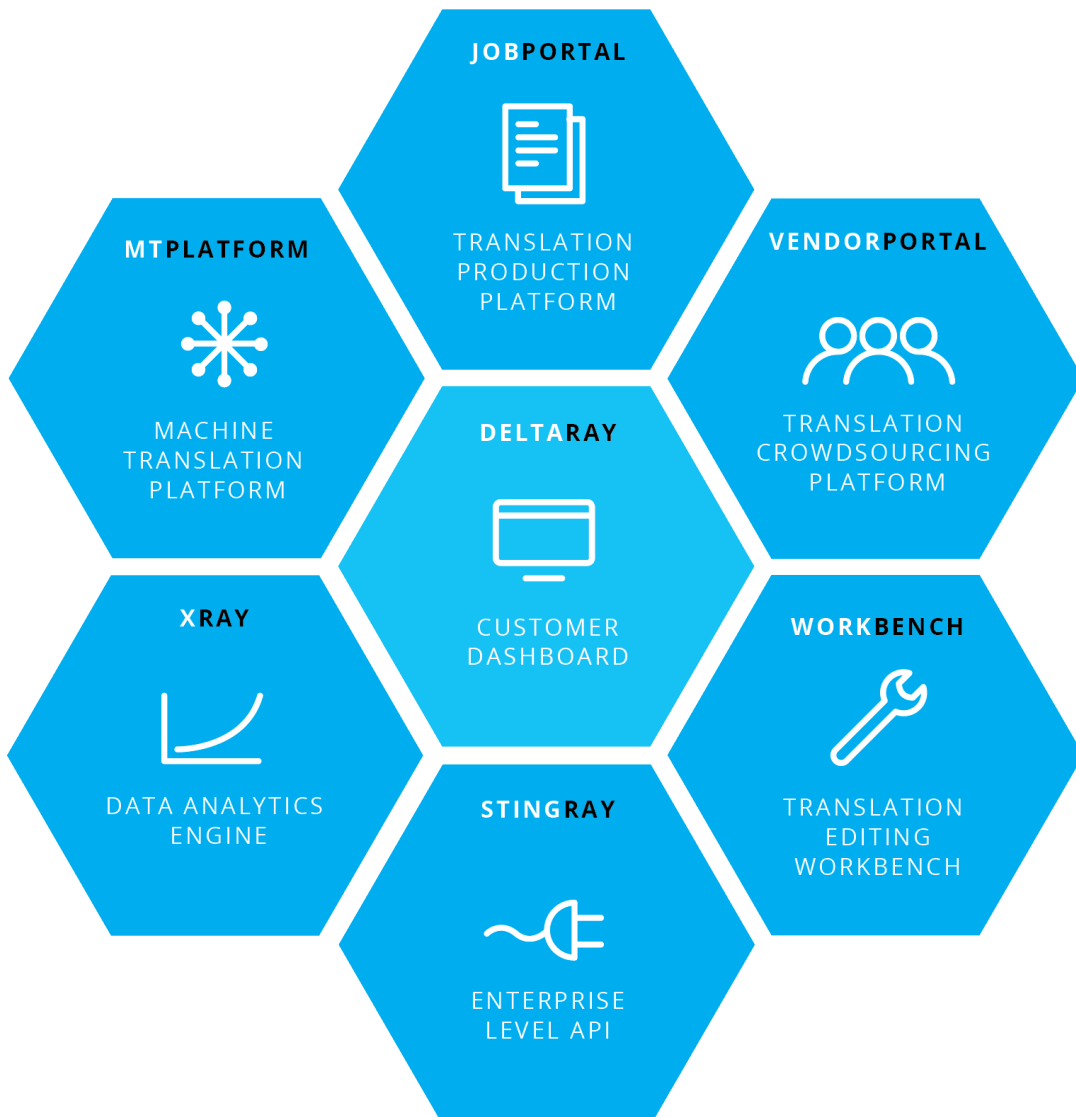 JOBPORTAL
TRANSLATION
PRODUCTION
PLATFORM
MTPLATFORM
MACHINE
TRANSLATION
PLATFORM
VENDORPORTAL
TRANSLATION
CROWDSOURCING
PLATFORM
DELTARAY
CUSTOMER
DASHBOARD
XRAY
DATA ANALYTICS
ENGINE
WORKBENCH
TRANSLATION
EDITING
WORKBENCH
STINGRAY
ENTERPRISE
LEVEL API